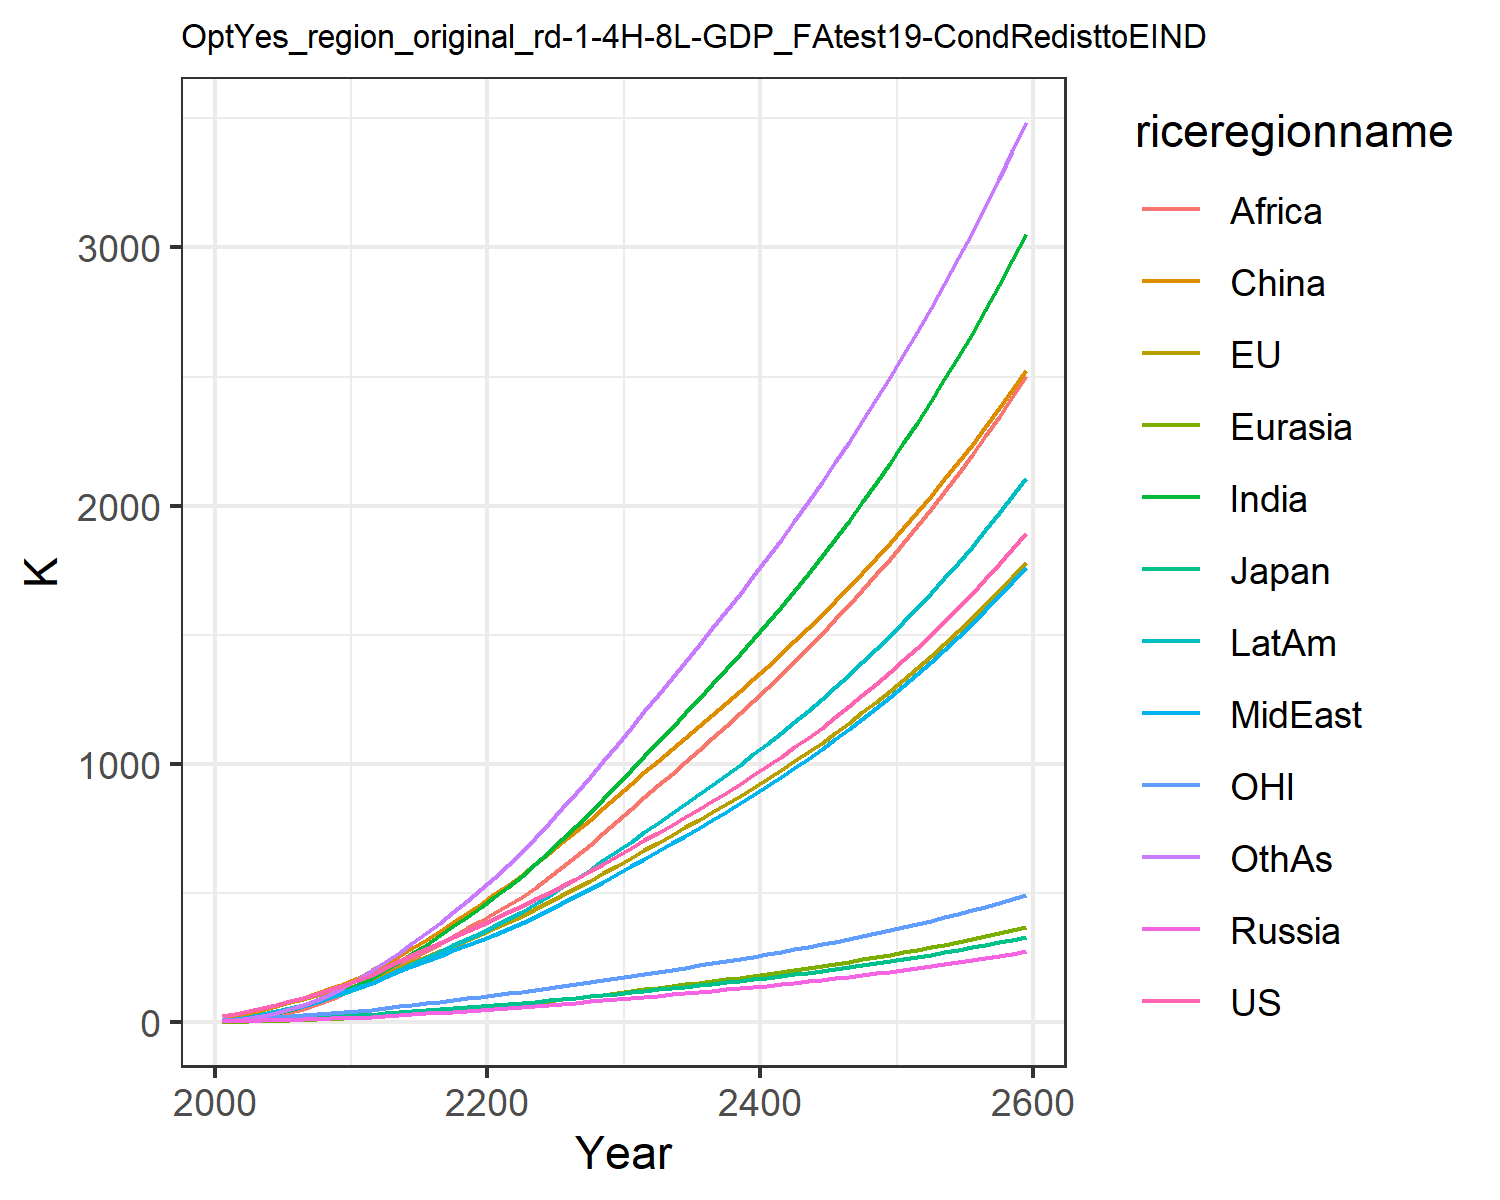 OptYes_region_original_rd-1-4H-8L-GDP_FAtest19-CondRedisttoEIND
K
3000
2000
1000
0
2000 2200 2400 2600
Year
riceregionname
Africa
China
EU
Eurasia
India
Japan
LatAm
MidEast
OHI
OthAs
Russia
US